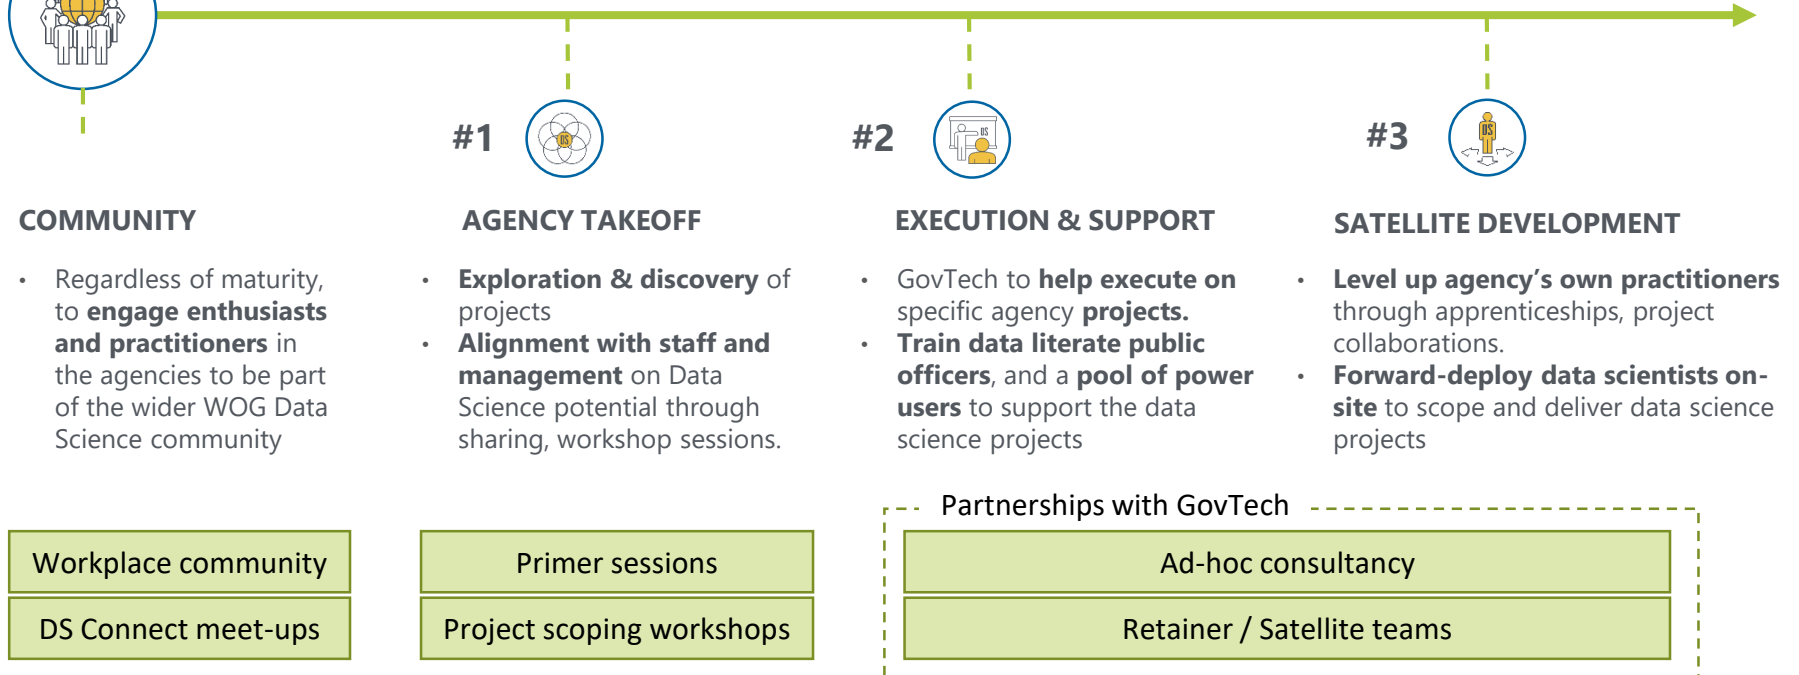 #1
DS
#2
DS
#3
DS
COMMUNITY
• Regardless of maturity,
to engage enthusiasts
and practitioners in
the agencies to be part
of the wider WOG Data
Science community
AGENCY TAKEOFF
• Exploration & discovery of
projects
• Alignment with staff and
management on Data
Science potential through
sharing, workshop sessions.
EXECUTION & SUPPORT
• GovTech to help execute on
specific agency projects.
• Train data literate public
officers, and a pool of power
users to support the data
science projects
SATELLITE DEVELOPMENT
• Level up agency’s own practitioners
through apprenticeships, project
collaborations.
• Forward-deploy data scientists on-
site to scope and deliver data science
projects
Workplace community
DS Connect meet-ups
Primer sessions
Project scoping workshops
Partnerships with GovTech
Ad-hoc consultancy
Retainer / Satellite teams